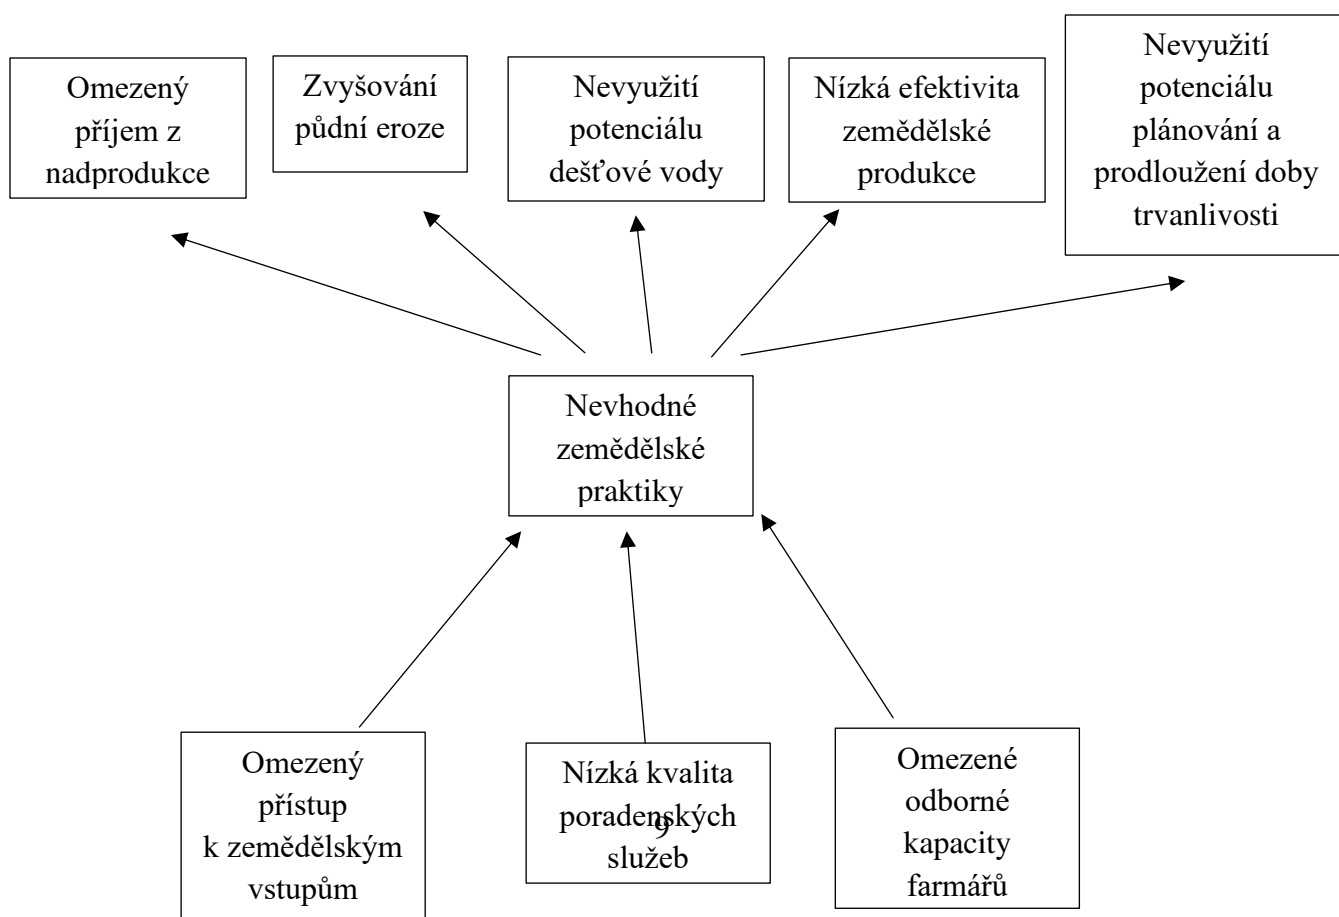 Omezený
příjem z
nadprodukce
Zvyšování
půdní eroze
Nevyužití
potenciálu
dešťové vody
Nízká efektivita
zemědělské
produkce
Nevyužití
potenciálu
plánování a
prodloužení doby
trvanlivosti
Nevhodné
zemědělské
praktiky
Omezený
přístup
k zemědělským
vstupům
Nízká kvalita
poradenských
služeb
9
Omezené
odborné
kapacity
farmářů